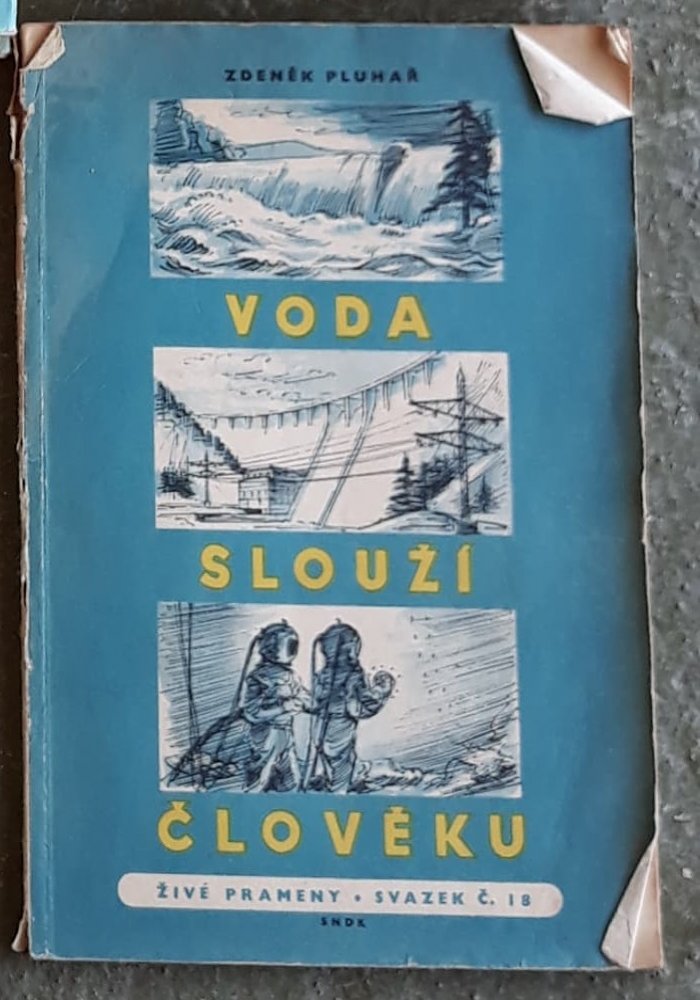 ZDENĚK PLUHAŘ
VODA
SLOUŽÍ
ČLOVĚKU
ŽIVÉ PRAMENY • SVAZEK Č. 18
SNDK